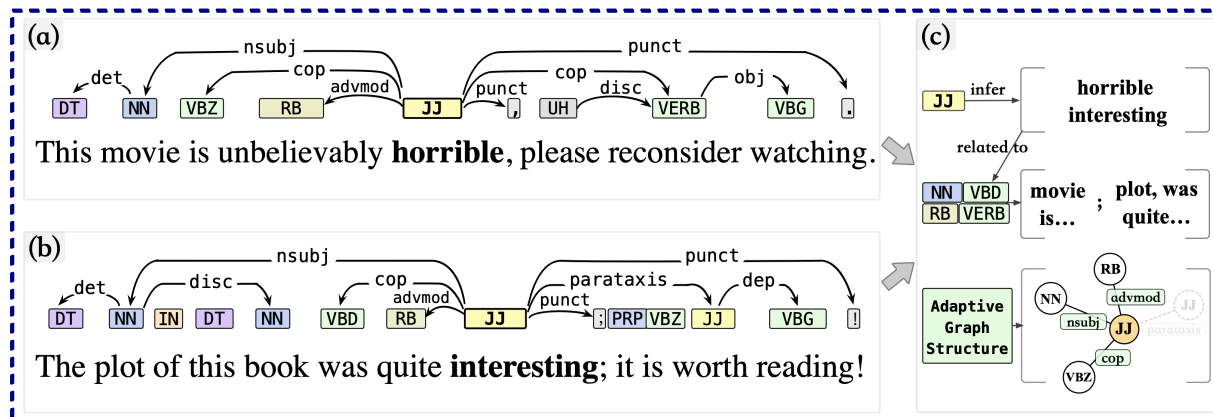 (a)
nsubj
punct
cop
cop
obj
det
advmod
punct
disc
DT NN VBZ RB JJ , UH VERB VBG .
This movie is unbelievably horrible, please reconsider watching.
(b)
nsubj
punct
det
disc
cop
parataxis
dep
advmod
punct
DT NN IN DT NN VBD RB JJ ; PRP VBZ JJ VBG !
The plot of this book was quite interesting; it is worth reading!
(c)
JJ
infer
horrible
interesting
related to
NN VBD
RB VERB
movie
is...
;
plot, was
quite...
Adaptive
Graph
Structure
RB
NN
advmod
JJ
nsubj
JJ
parataxis
cop
VBZ